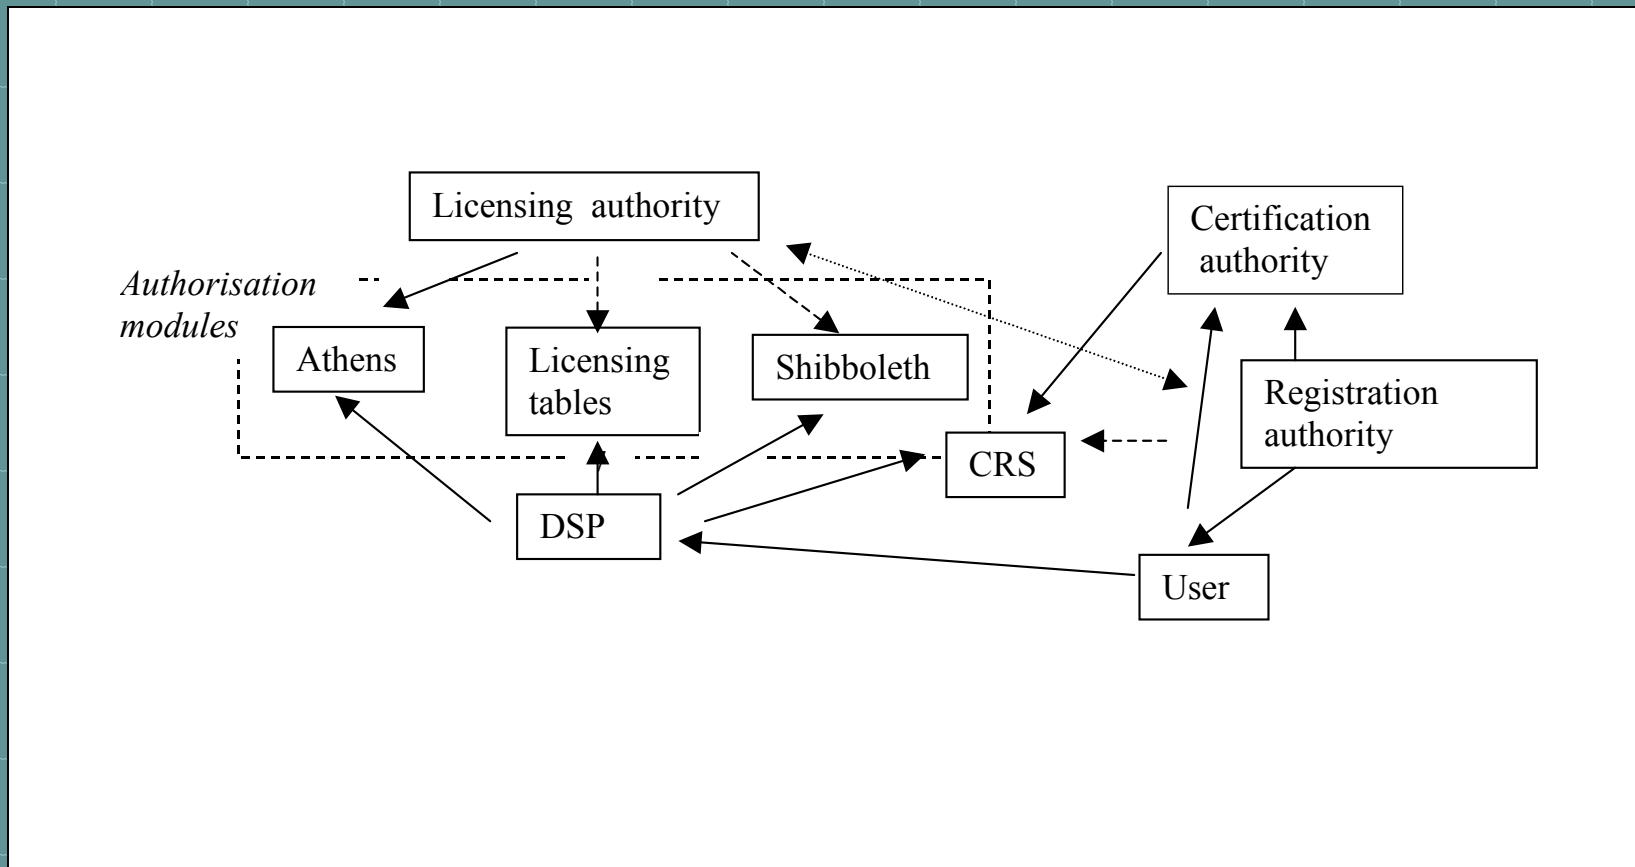 Licensing  authority
Certification
authority
Authorisation
modules
Athens
Licensing
tables
Shibboleth
Registration
authority
CRS
DSP
User